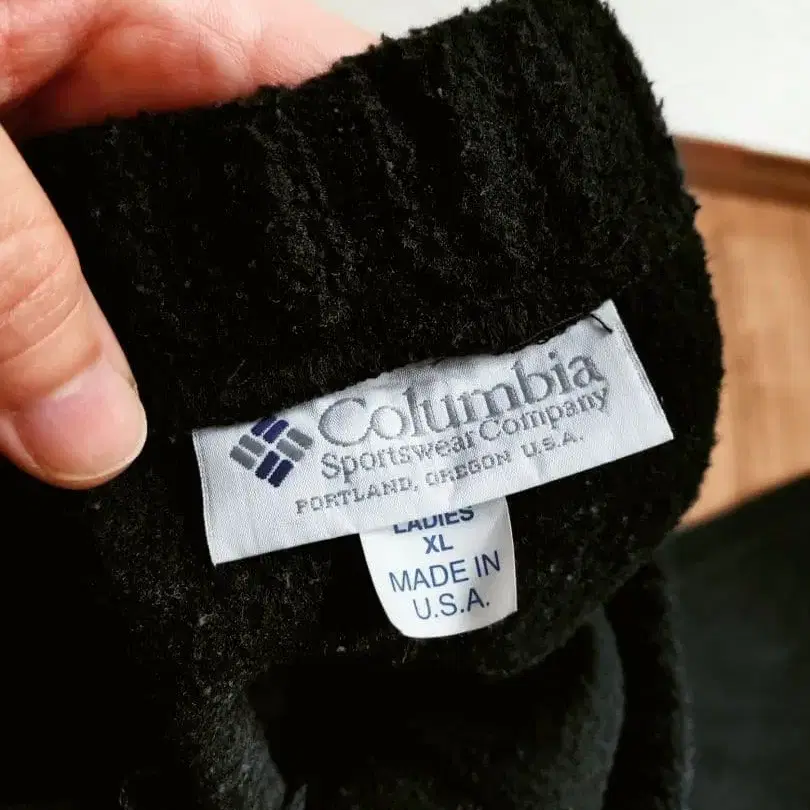 Columbia
Sportswear Company
PORTLAND, OREGON U.S.A.
LADIES
XL
MADE IN
U.S.A.